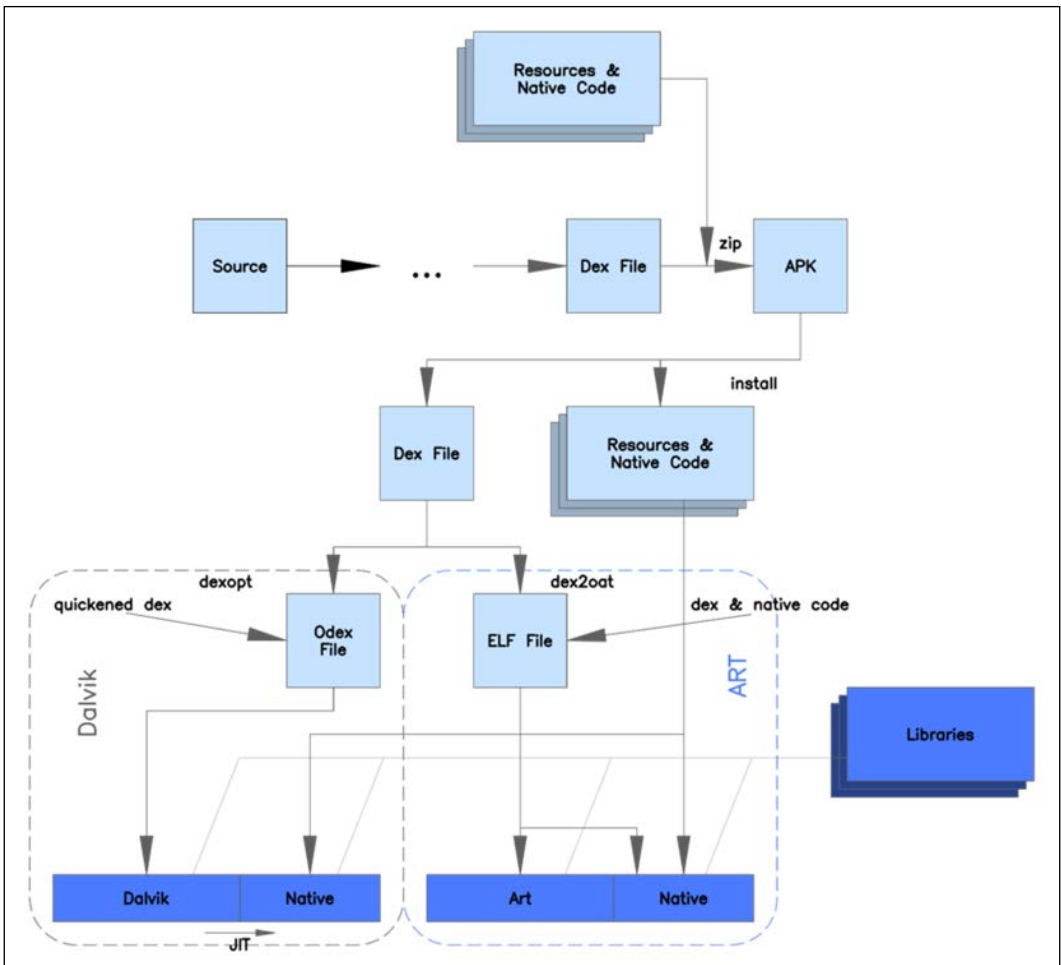 Resources &
Native Code
Source
...
Dex File
zip
APK
install
Dex File
Resources &
Native Code
dexopt
dex2oat
quickened dex
dex & native code
Odex
File
ELF File
Dalvik
ART
Libraries
Dalvik
Native
Art
Native
JIT